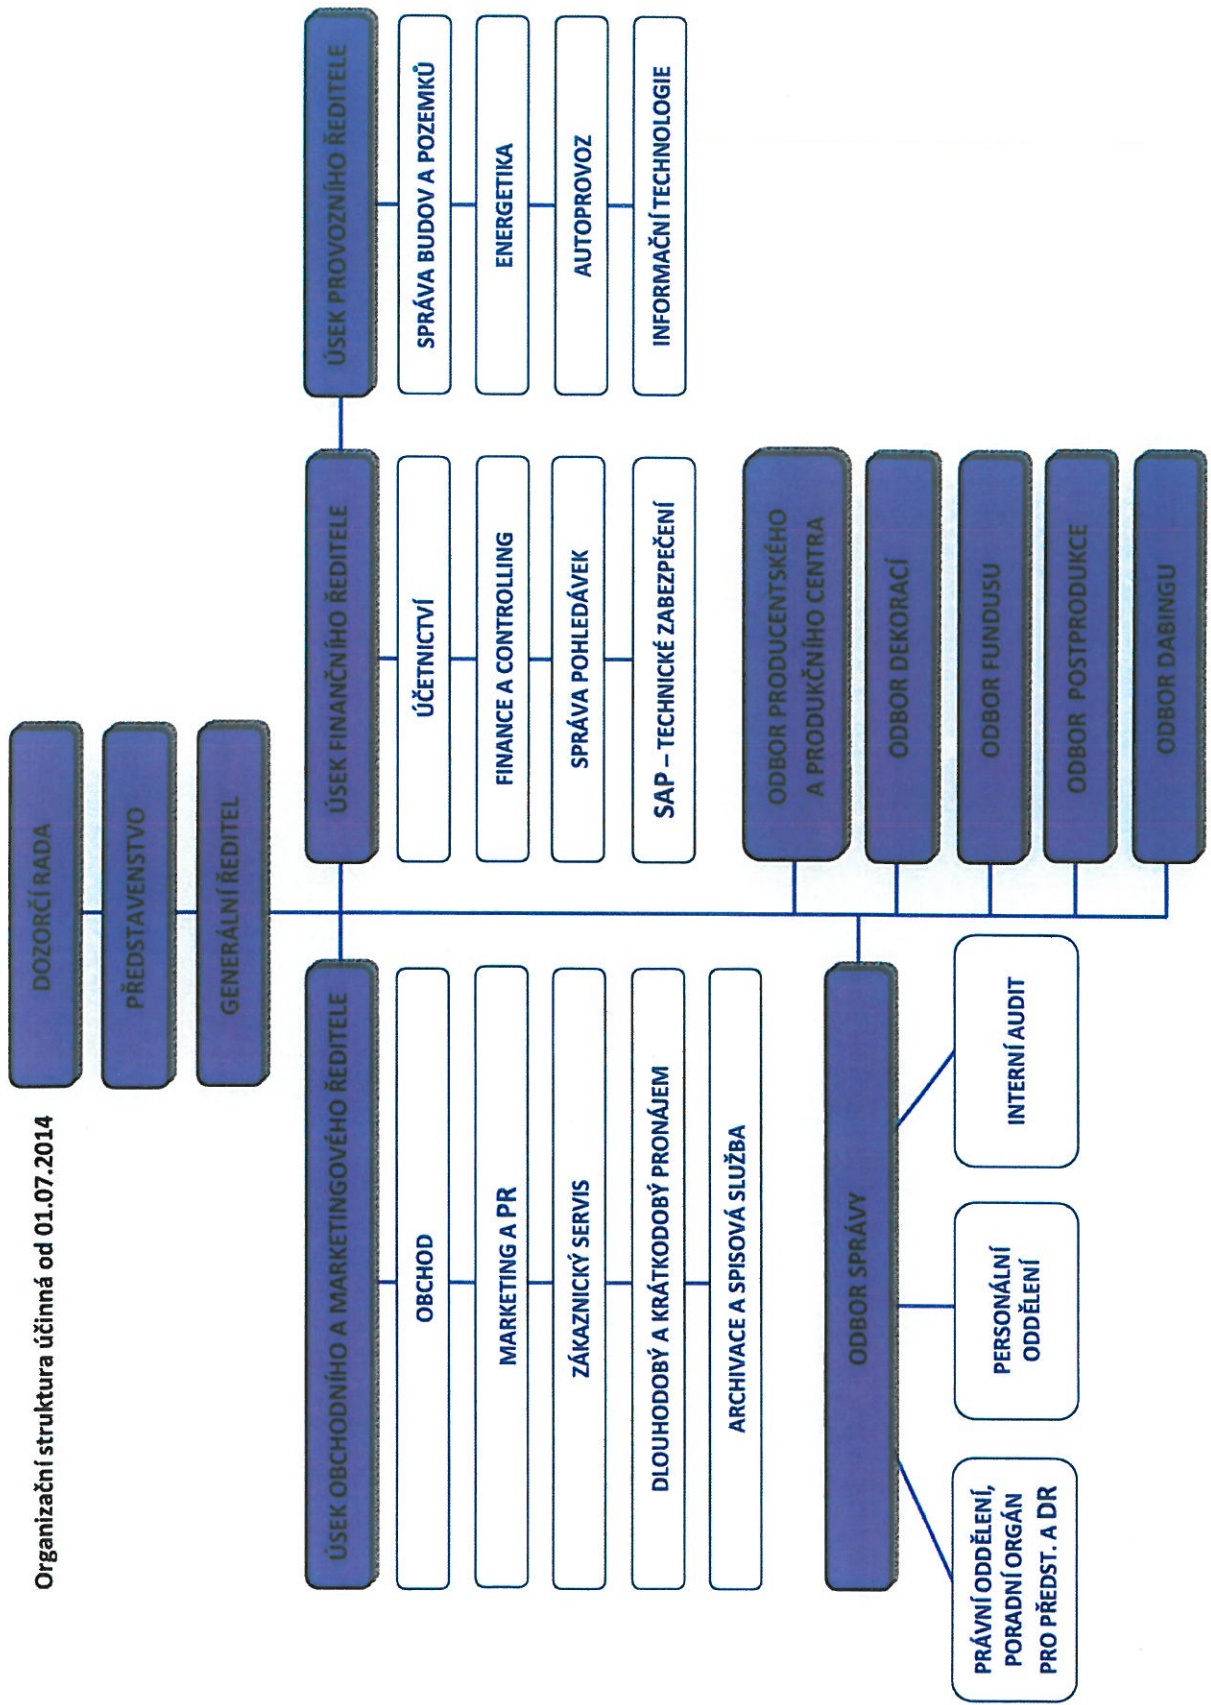 Organizační struktura účinná od 01.07.2014
DOZORČÍ RADA
PŘEDSTAVENSTVO
GENERÁLNÍ ŘEDITEL
ÚSEK OBCHODNÍHO A MARKETINGOVÉHO ŘEDITELE
OBCHOD
MARKETING A PR
ZÁKAZNICKÝ SERVIS
DLOUHODOBÝ A KRÁTKODOBÝ PRONÁJEM
ARCHIVACE A SPISOVÁ SLUŽBA
ÚSEK FINANČNÍHO ŘEDITELE
ÚČETNICTVÍ
FINANCE A CONTROLLING
SPRÁVA POHLEDÁVEK
SAP – TECHNICKÉ ZABEZPEČENÍ
ÚSEK PROVOZNÍHO ŘEDITELE
SPRÁVA BUDOV A POZEMKŮ
ENERGETIKA
AUTOPROVOZ
INFORMAČNÍ TECHNOLOGIE
ODBOR SPRÁVY
PRÁVNÍ ODDĚLENÍ,
PORADNÍ ORGÁN
PRO PŘEDST. A DR
PERSONÁLNÍ
ODDĚLENÍ
INTERNÍ AUDIT
ODBOR PRODUCENTSKÉHO
A PRODUKČNÍHO CENTRA
ODBOR DEKORACÍ
ODBOR FUNDUSU
ODBOR POSTPRODUKCE
ODBOR DABINGU